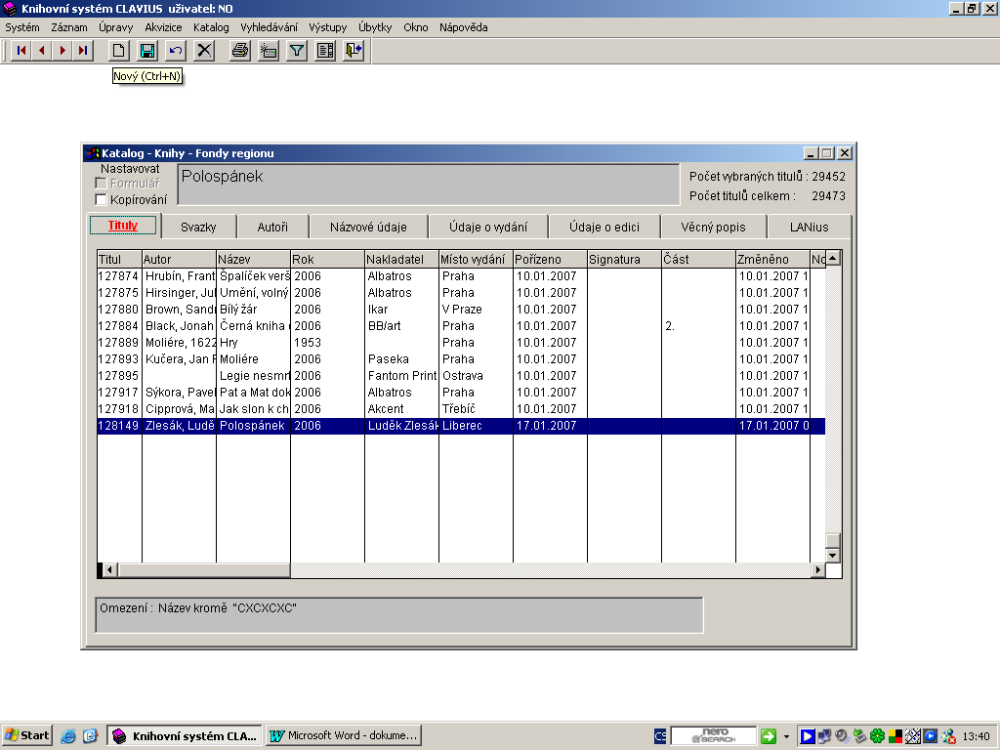 Knihovní systém CLAVIUS uživatel: NO
Systém Záznam Úpravy Akvizice Katalog Vyhledávání Výstupy Úbytky Okno Nápověda
Nový (Ctrl+N)
Katalog - Knihy - Fondy regionu
Nastavovat
Formulář
Kopírování
Polospánek
Počet vybraných titulů : 29452
Počet titulů celkem : 29473
Tituly Svazky Autoři Názvové údaje Údaje o vydání Údaje o edici Věcný popis LANius
Titul Autor Název Rok Nakladatel Místo vydání Pořízeno Signatura Část Změněno No
127874 Hrubín, Frant Špalíček verš 2006 Albatros Praha 10.01.2007 10.01.2007 1
127875 Hirsinger, Jul Umění, volný 2006 Albatros Praha 10.01.2007 10.01.2007 1
127880 Brown, Sand Bílý žár 2006 Ikar V Praze 10.01.2007 10.01.2007 1
127884 Black, Jonah Černá kniha 2006 BB/art Praha 10.01.2007 2. 10.01.2007 1
127889 Moliére, 1622 Hry 1953 Praha 10.01.2007 10.01.2007 1
127893 Kučera, Jan Moliére 2006 Paseka Praha 10.01.2007 10.01.2007 1
127895 Legie nesmrt 2006 Fantom Print Ostrava 10.01.2007 10.01.2007 1
127917 Sýkora, Pavel Pat a Mat dok 2006 Albatros Praha 10.01.2007 10.01.2007 1
127918 Cipprová, Ma Jak slon k ch 2006 Akcent Třebíč 10.01.2007 10.01.2007 1
128149 Zlesák, Ludě Polospánek 2006 Luděk Zlesák Liberec 17.01.2007 17.01.2007 0
Omezení : Název kromě "CXCXCXC"
Start Knihovní systém CLA... Microsoft Word - dokume... CS nero SEARCH 13:40